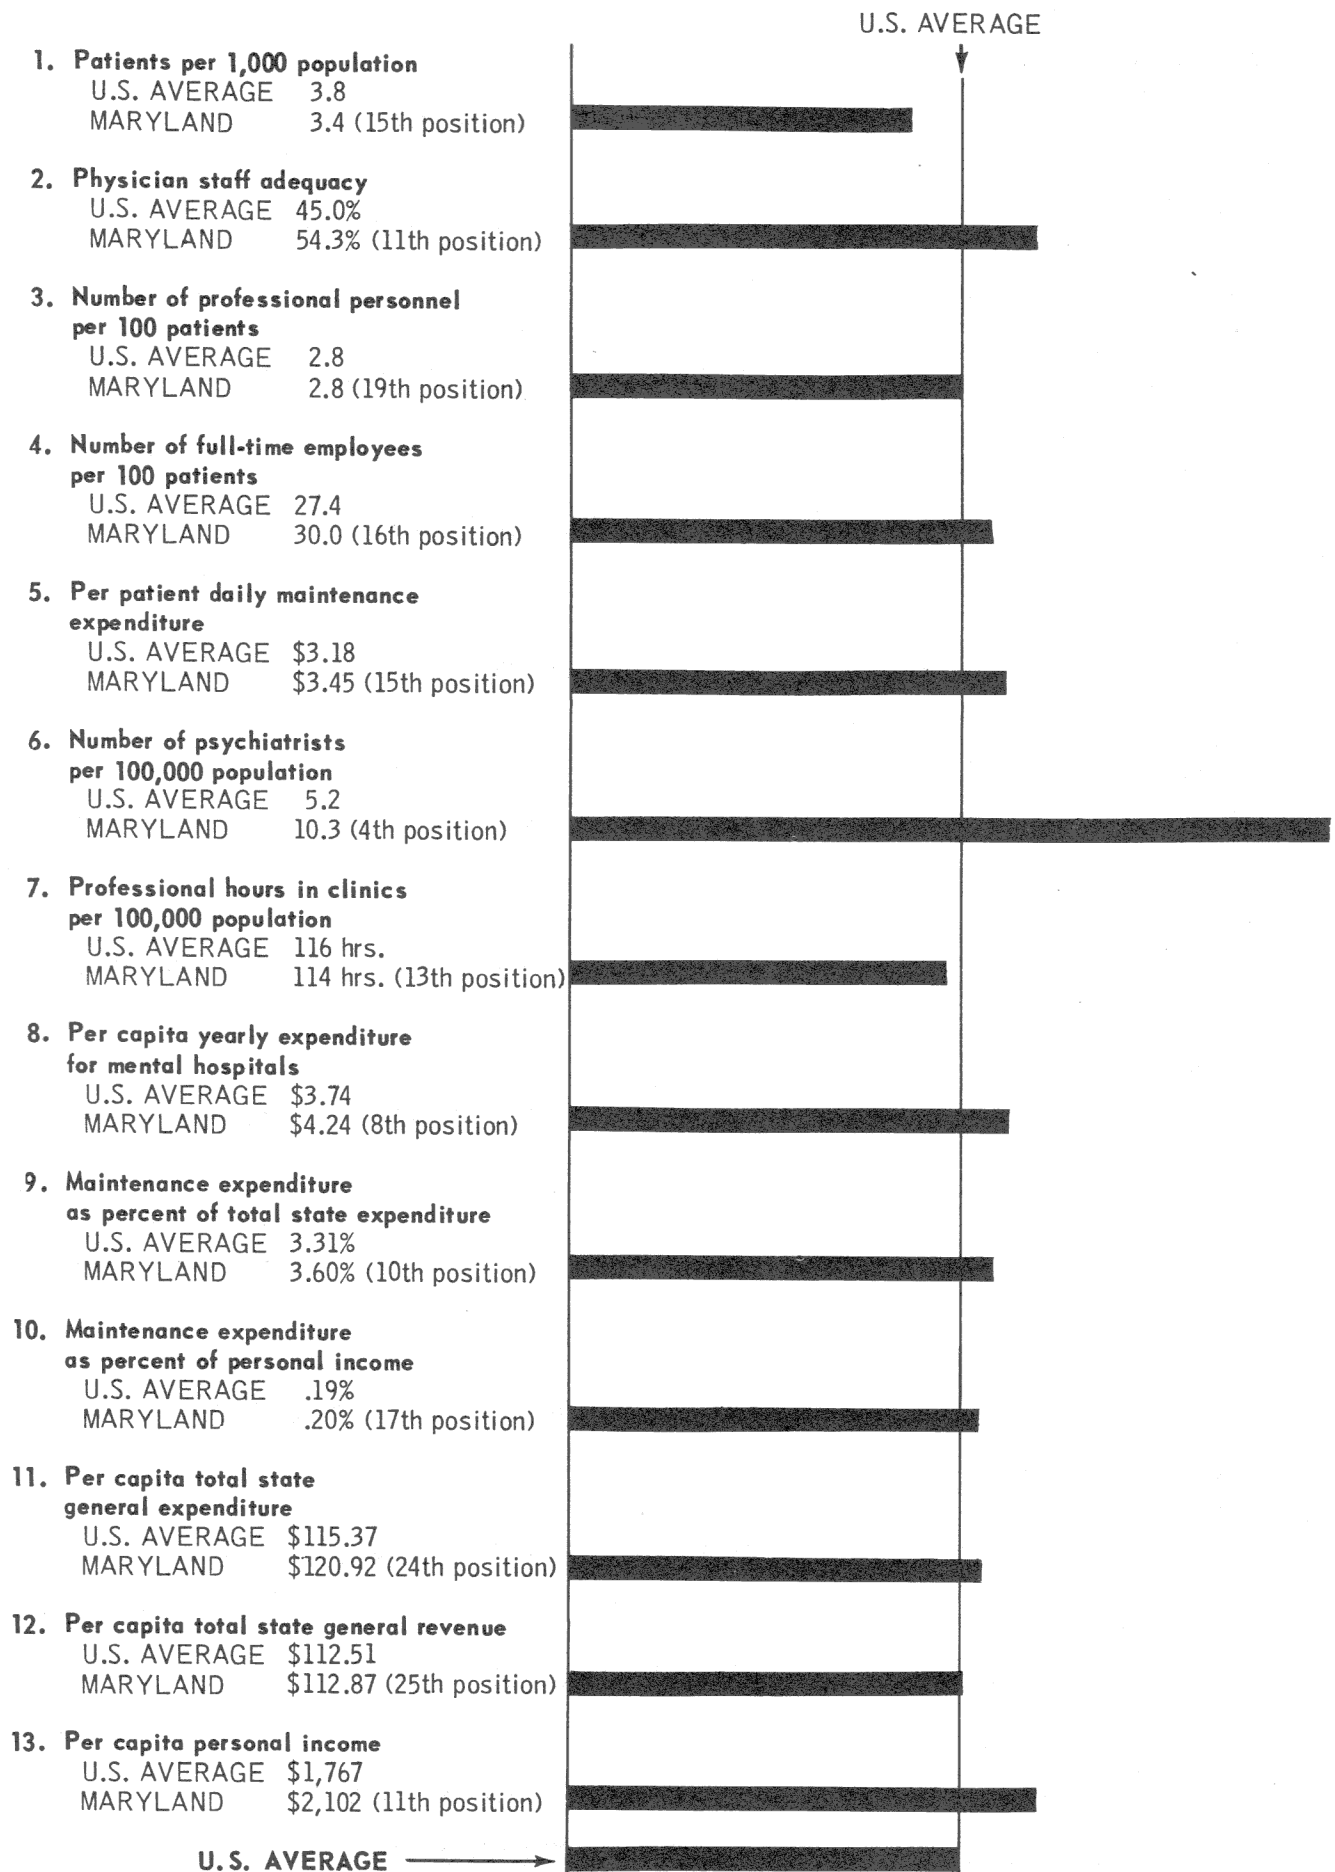 U.S. AVERAGE
1. Patients per 1,000 population
U.S. AVERAGE 3.8
MARYLAND 3.4 (15th position)
2. Physician staff adequacy
U.S. AVERAGE 45.0%
MARYLAND 54.3% (11th position)
3. Number of professional personnel
per 100 patients
U.S. AVERAGE 2.8
MARYLAND 2.8 (19th position)
4. Number of full-time employees
per 100 patients
U.S. AVERAGE 27.4
MARYLAND 30.0 (16th position)
5. Per patient daily maintenance
expenditure
U.S. AVERAGE $3.18
MARYLAND $3.45 (15th position)
6. Number of psychiatrists
per 100,000 population
U.S. AVERAGE 5.2
MARYLAND 10.3 (4th position)
7. Professional hours in clinics
per 100,000 population
U.S. AVERAGE 116 hrs.
MARYLAND 114 hrs. (13th position)
8. Per capita yearly expenditure
for mental hospitals
U.S. AVERAGE $3.74
MARYLAND $4.24 (8th position)
9. Maintenance expenditure
as percent of total state expenditure
U.S. AVERAGE 3.31%
MARYLAND 3.60% (10th position)
10. Maintenance expenditure
as percent of personal income
U.S. AVERAGE .19%
MARYLAND .20% (17th position)
11. Per capita total state
general expenditure
U.S. AVERAGE $115.37
MARYLAND $120.92 (24th position)
12. Per capita total state general revenue
U.S. AVERAGE $112.51
MARYLAND $112.87 (25th position)
13. Per capita personal income
U.S. AVERAGE $1,767
MARYLAND $2,102 (11th position)
U.S. AVERAGE